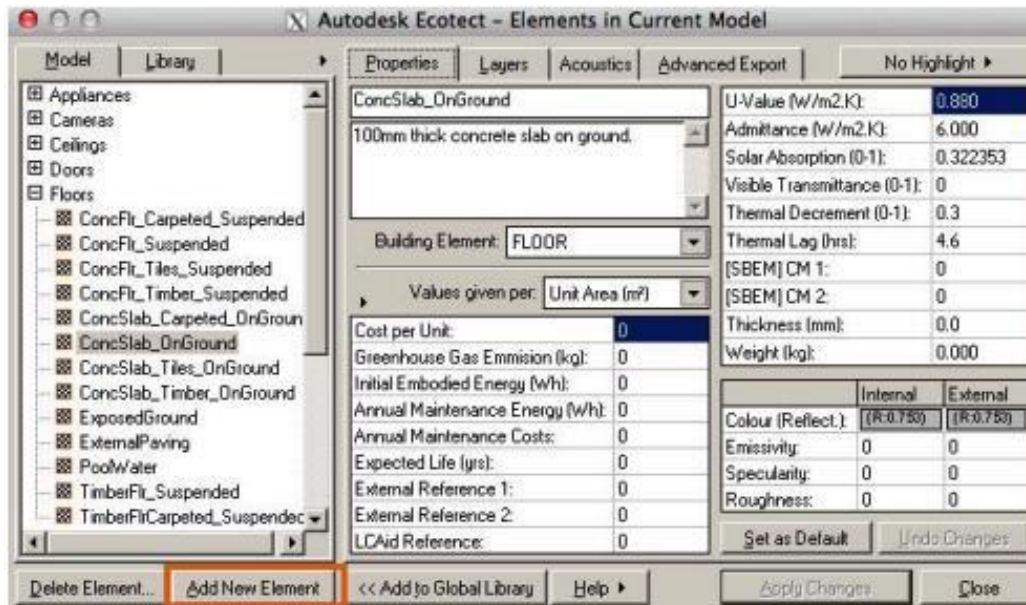 X Autodesk Ecotect – Elements in Current Model
Model Library
Appliances
Cameras
Ceilings
Doors
Floors
ConcFlr_Carpeted_Suspended
ConcFlr_Suspended
ConcFlr_Tiles_Suspended
ConcFlr_Timber_Suspended
ConcSlab_Carpeted_OnGroun
ConcSlab_OnGround
ConcSlab_Tiles_OnGround
ConcSlab_Timber_OnGround
ExposedGround
ExternalPaving
PoolWater
TimberFlr_Suspended
TimberFlrCarpeted_Suspended
Properties Layers Acoustics Advanced Export
ConcSlab_OnGround
100mm thick concrete slab on ground.
Building Element: FLOOR
Values given per: Unit Area (m²)
Cost per Unit: 0
Greenhouse Gas Emmision (kg): 0
Initial Embodied Energy (Wh): 0
Annual Maintenance Energy (Wh): 0
Annual Maintenance Costs: 0
Expected Life (yrs): 0
External Reference 1: 0
External Reference 2: 0
LCAid Reference: 0
No Highlight
U-Value (W/m2.K): 0.880
Admittance (W/m2.K): 6.000
Solar Absorption (0-1): 0.322353
Visible Transmittance (0-1): 0
Thermal Decrement (0-1): 0.3
Thermal Lag (hrs): 4.6
[SBEM] CM 1: 0
[SBEM] CM 2: 0
Thickness (mm): 0.0
Weight (kg): 0.000
Internal External
Colour (Reflect.): (R:0.753) (R:0.753)
Emissivity: 0 0
Specularity: 0 0
Roughness: 0 0
Set as Default Undo Changes
Delete Element... Add New Element << Add to Global Library Help Apply Changes Close